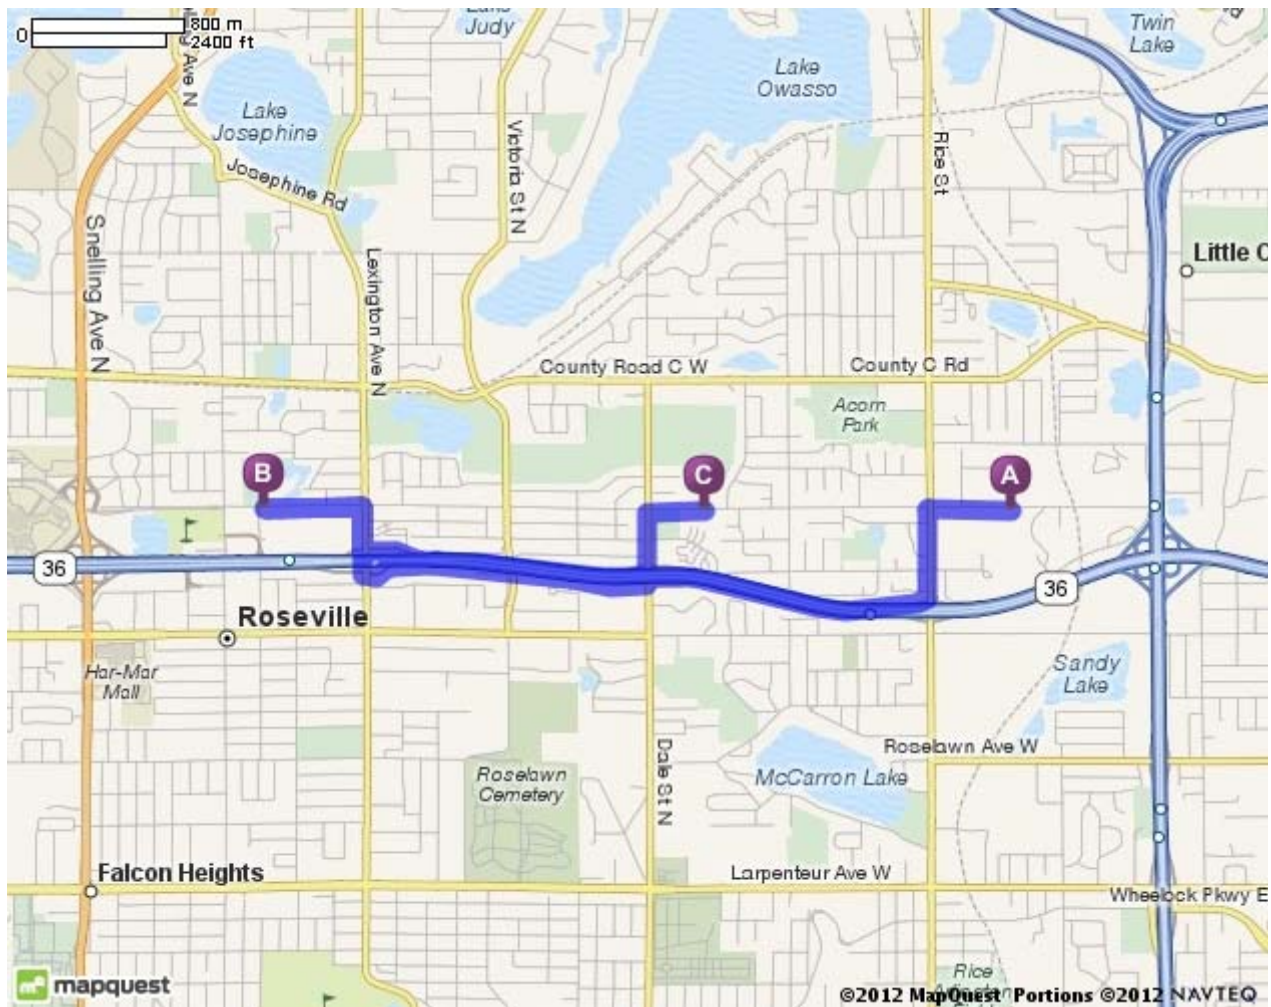 0
800 m
2400 ft
Ave N
Lake
Judy
Twin
Lake
Lake
Owasso
Lake
Josephine
Victoria St N
Rice St
Josephine Rd
Snelling Ave N
Lexington Ave N
Little C
County Road C W
County C Rd
Acorn
Park
B
C
A
36
36
Roseville
Har-Mar
Mall
Sandy
Lake
Roselawn Ave W
Dale St N
Roselawn
Cemetery
McCarron Lake
Falcon Heights
Larpenteur Ave W
Wheelock Pkwy E
Rice
mapquest
©2012 MapQuest Portions ©2012 NAVTEQ